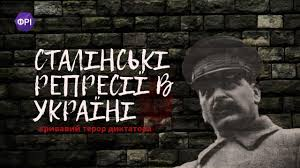 ФРІ
СТАЛІНСЬКІ
РЕПРЕСІЇ В
УКРАЇНІ
кривавий терор диктатора